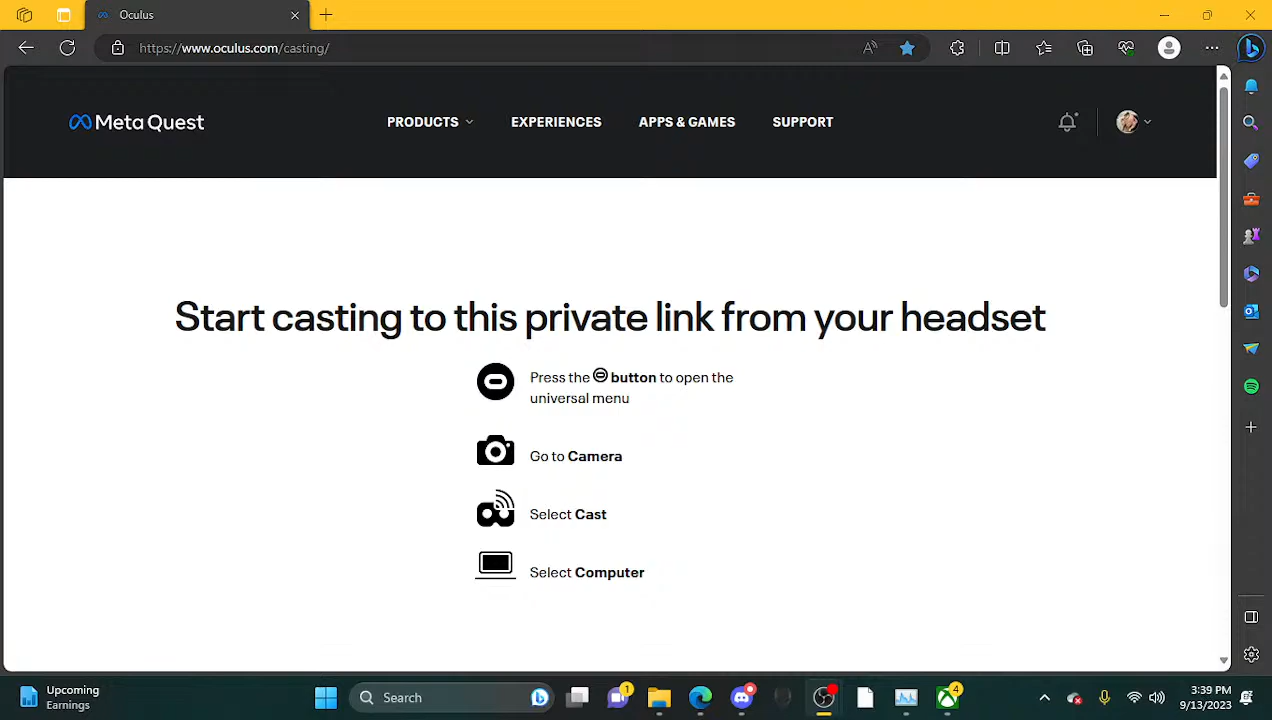 Oculus
https://www.oculus.com/casting/
Meta Quest
PRODUCTS
EXPERIENCES
APPS & GAMES
SUPPORT
Start casting to this private link from your headset
Press the button to open the
universal menu
Go to Camera
Select Cast
Select Computer
Upcoming
Earnings
Search
1
4
3:39 PM
9/13/2023